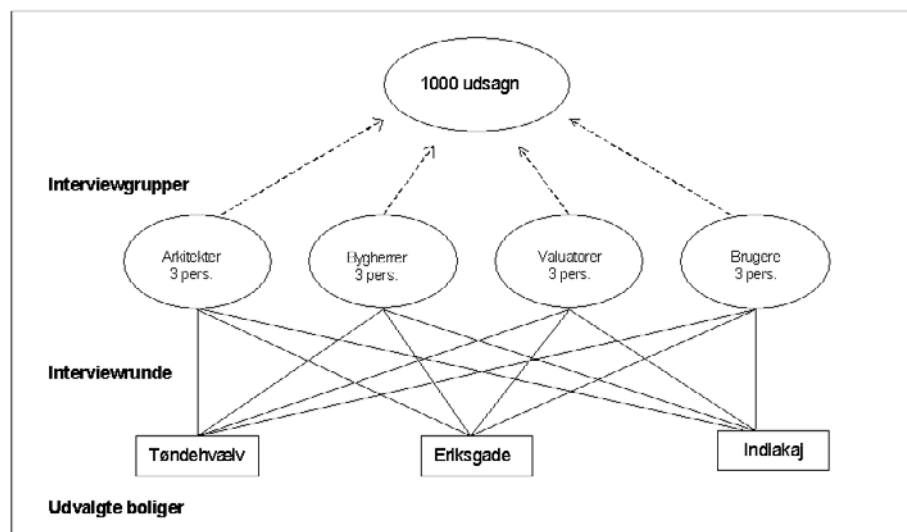 1000 udsagn
Interviewgrupper
Arkitekter
3 pers.
Bygherrer
3 pers.
Valuatorer
3 pers.
Brugere
3 pers.
Interviewrunde
Tøndehvælv
Eriksgade
Indiakaj
Udvalgte boliger